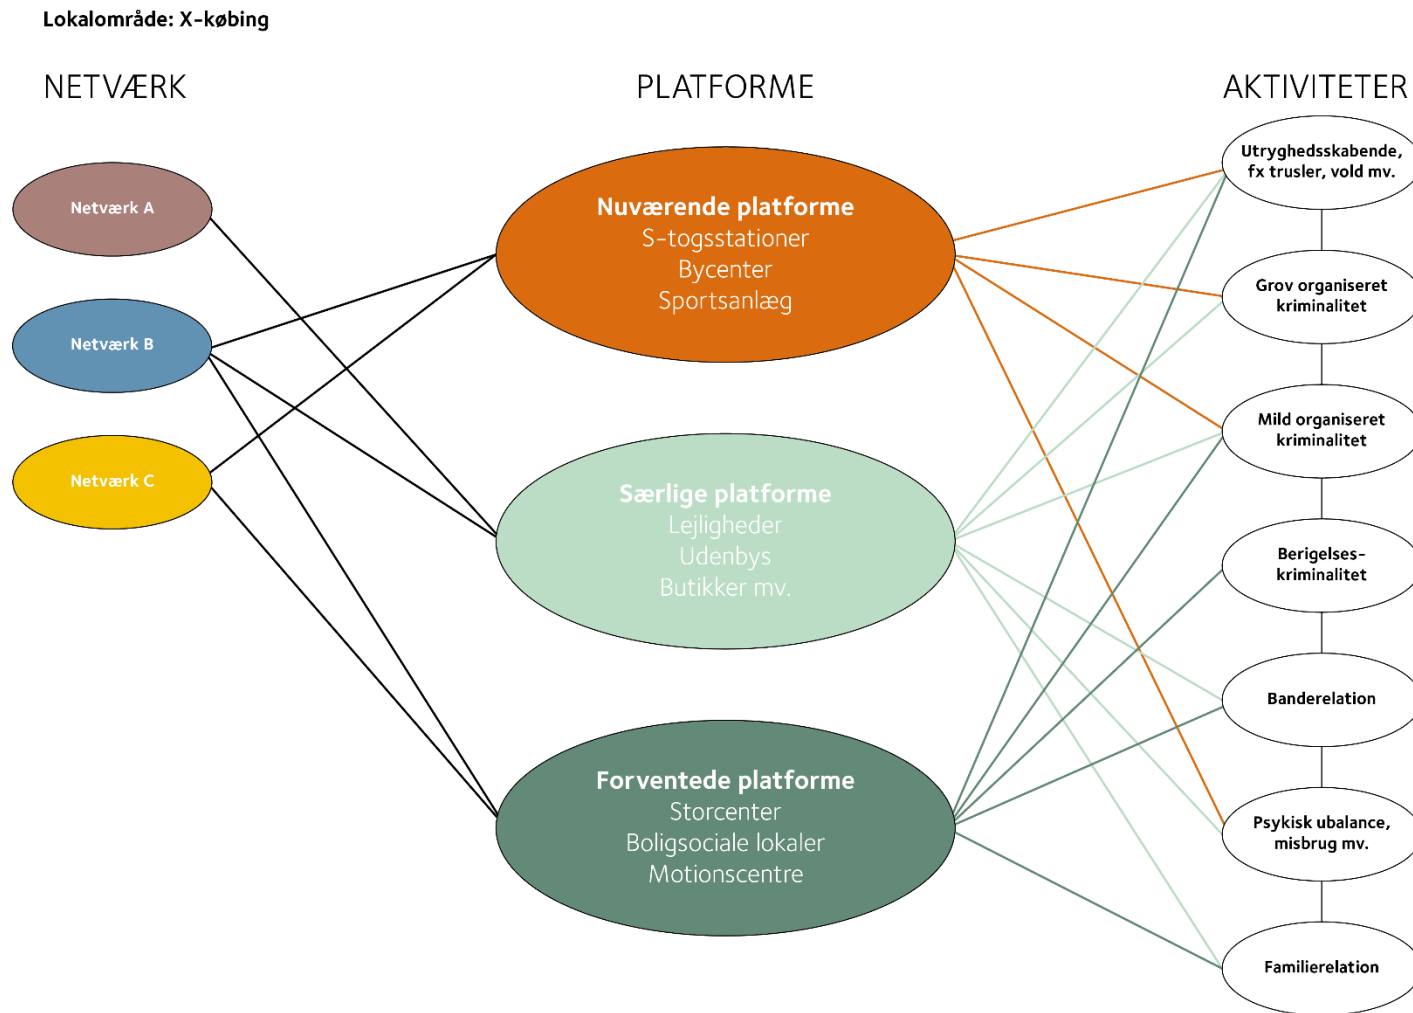 Lokalområde: X-købing
NETVÆRK
PLATFORME
AKTIVITETER
Netværk A
Netværk B
Netværk C
Nuværende platforme
S-togsstationer
Bycenter
Sportsanlæg
Særlige platforme
Lejligheder
Udenbys
Butikker mv.
Forventede platforme
Storcenter
Boligsociale lokaler
Motionscentre
Utryghedsskabende,
fx trusler, vold mv.
Grov organiseret
kriminalitet
Mild organiseret
kriminalitet
Berigelses-
kriminalitet
Banderelation
Psykisk ubalance,
misbrug mv.
Familierelation